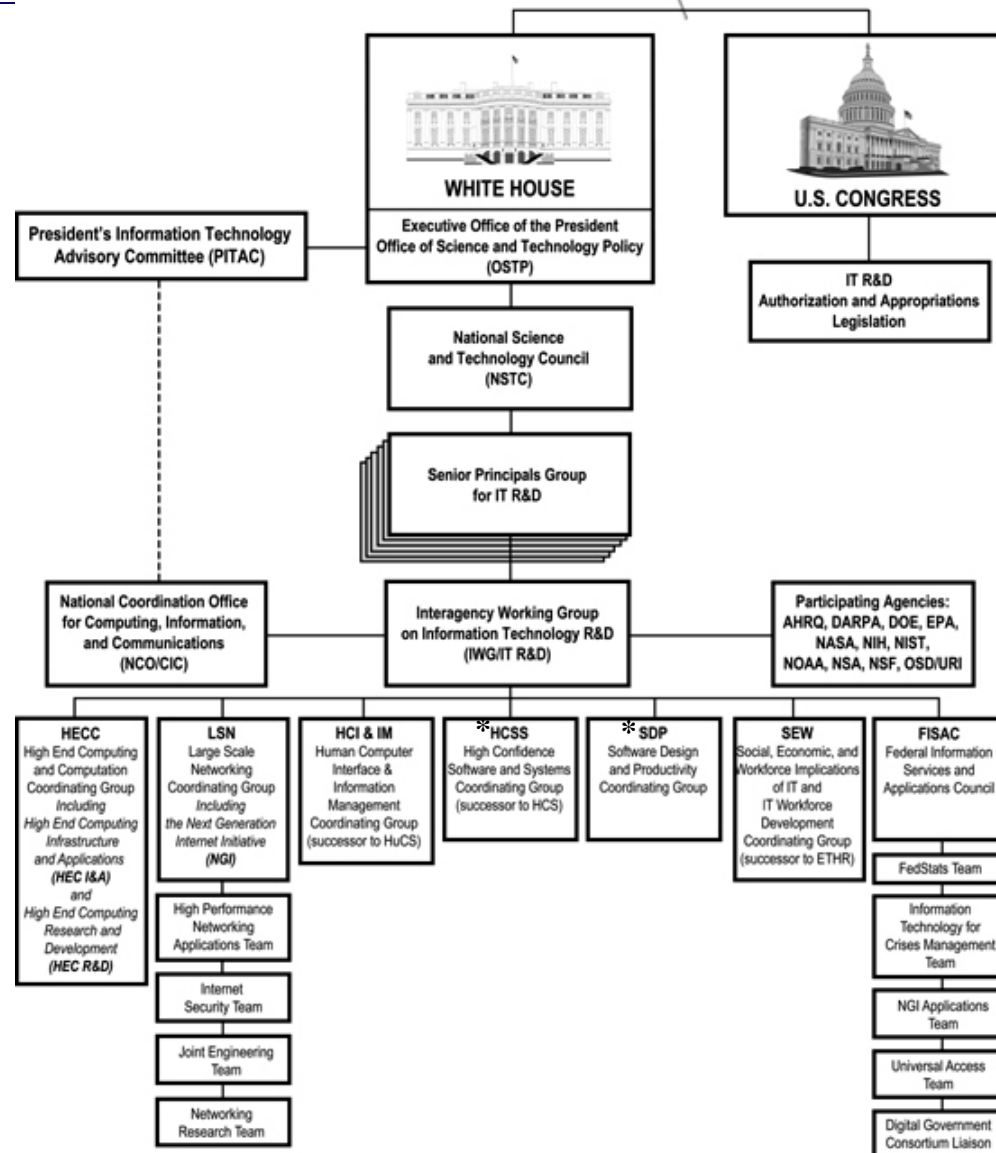 WHITE HOUSE
Executive Office of the President
Office of Science and Technology Policy
(OSTP)
U.S. CONGRESS
President's Information Technology
Advisory Committee (PITAC)
IT R&D
Authorization and Appropriations
Legislation
National Science
and Technology Council
(NSTC)
Senior Principals Group
for IT R&D
National Coordination Office
for Computing, Information,
and Communications
(NCO/CIC)
Interagency Working Group
on Information Technology R&D
(IWG/IT R&D)
Participating Agencies:
AHRQ, DARPA, DOE, EPA,
NASA, NIH, NIST,
NOAA, NSA, NSF, OSD/URI
HECC
High End Computing
and Computation
Coordinating Group
Including
High End Computing
Infrastructure
and Applications
(HEC I&A)
and
High End Computing
Research and
Development
(HEC R&D)
LSN
Large Scale
Networking
Coordinating Group
Including
the Next Generation
Internet Initiative
(NGI)
High Performance
Networking
Applications Team
Internet
Security Team
Joint Engineering
Team
Networking
Research Team
HCI & IM
Human Computer
Interface &
Information
Management
Coordinating Group
(successor to HuCS)
*HCSS
High Confidence
Software and Systems
Coordinating Group
(successor to HCS)
*SDP
Software Design
and Productivity
Coordinating Group
SEW
Social, Economic, and
Workforce Implications
of IT and
IT Workforce
Development
Coordinating Group
(successor to ETHR)
FISAC
Federal Information
Services and
Applications Council
FedStats Team
Information
Technology for
Crises Management
Team
NGI Applications
Team
Universal Access
Team
Digital Government
Consortium Liaison